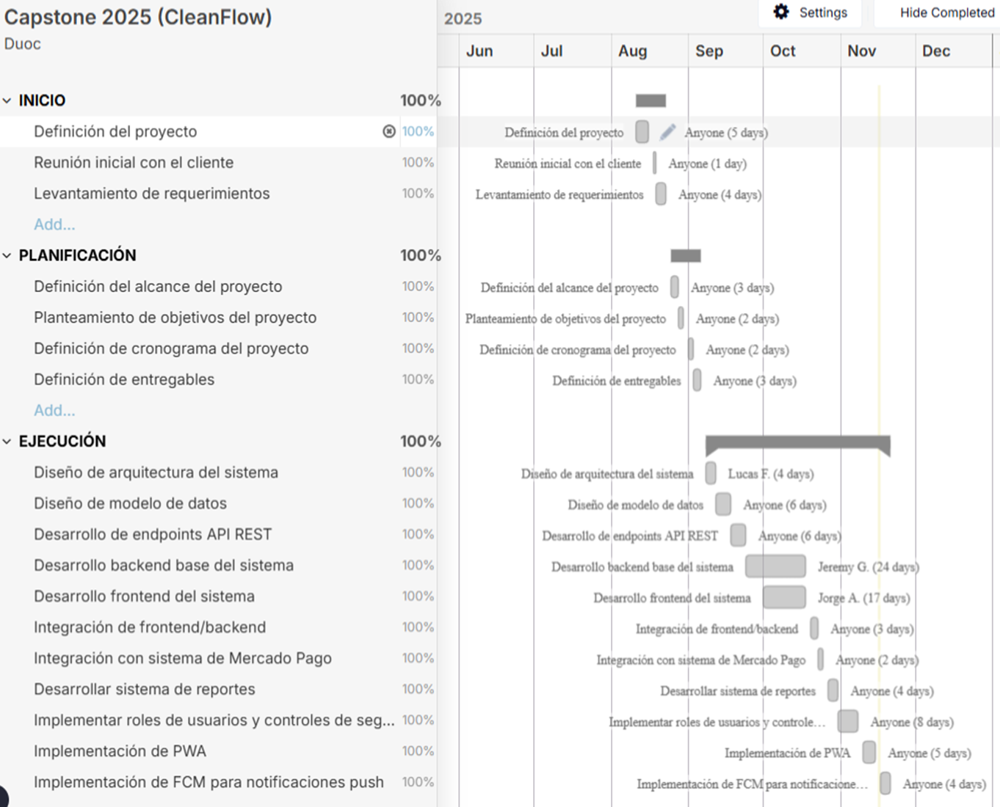 Capstone 2025 (CleanFlow)
Duoc
2025
Settings
Hide Completed
Jun Jul Aug Sep Oct Nov Dec
INICIO 100%
Definición del proyecto 100% Definición del proyecto Anyone (5 days)
Reunión inicial con el cliente 100% Reunión inicial con el cliente Anyone (1 day)
Levantamiento de requerimientos 100% Levantamiento de requerimientos Anyone (4 days)
Add...
PLANIFICACIÓN 100%
Definición del alcance del proyecto 100% Definición del alcance del proyecto Anyone (3 days)
Planteamiento de objetivos del proyecto 100% Planteamiento de objetivos del proyecto Anyone (2 days)
Definición de cronograma del proyecto 100% Definición de cronograma del proyecto Anyone (2 days)
Definición de entregables 100% Definición de entregables Anyone (3 days)
Add...
EJECUCIÓN 100%
Diseño de arquitectura del sistema 100% Diseño de arquitectura del sistema Lucas F. (4 days)
Diseño de modelo de datos 100% Diseño de modelo de datos Anyone (6 days)
Desarrollo de endpoints API REST 100% Desarrollo de endpoints API REST Anyone (6 days)
Desarrollo backend base del sistema 100% Desarrollo backend base del sistema Jeremy G. (24 days)
Desarrollo frontend del sistema 100% Desarrollo frontend del sistema Jorge A. (17 days)
Integración de frontend/backend 100% Integración de frontend/backend Anyone (3 days)
Integración con sistema de Mercado Pago 100% Integración con sistema de Mercado Pago Anyone (2 days)
Desarrollar sistema de reportes 100% Desarrollar sistema de reportes Anyone (4 days)
Implementar roles de usuarios y controles de seg... 100% Implementar roles de usuarios y controle... Anyone (8 days)
Implementación de PWA 100% Implementación de PWA Anyone (5 days)
Implementación de FCM para notificaciones push 100% Implementación de FCM para notificacione... Anyone (4 days)